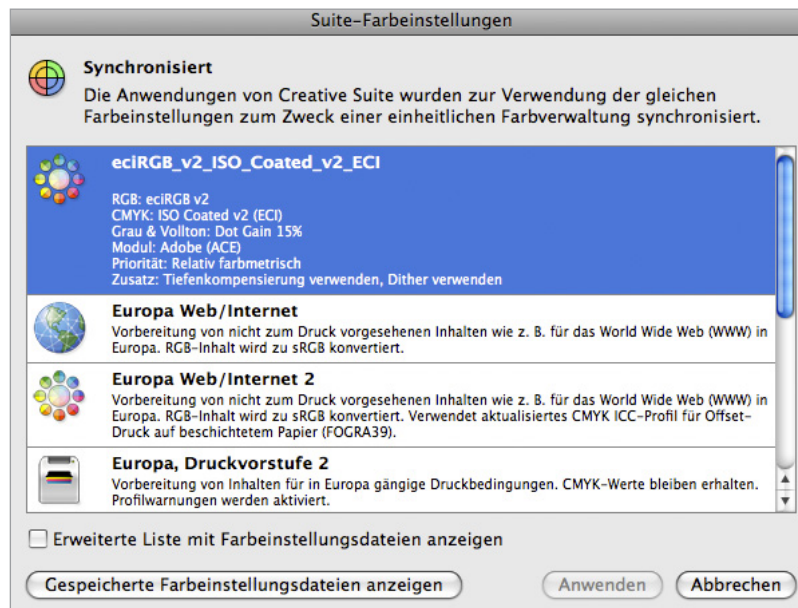 Suite-Farbeinstellungen
Synchronisiert
Die Anwendungen von Creative Suite wurden zur Verwendung der gleichen
Farbeinstellungen zum Zweck einer einheitlichen Farbverwaltung synchronisiert.
eciRGB_v2_ISO_Coated_v2_ECI
RGB: eciRGB v2
CMYK: ISO Coated v2 (ECI)
Grau & Vollton: Dot Gain 15%
Modul: Adobe (ACE)
Priorität: Relativ farbmetrisch
Zusatz: Tiefenkompensierung verwenden, Dither verwenden
Europa Web/Internet
Vorbereitung von nicht zum Druck vorgesehenen Inhalten wie z. B. für das World Wide Web (WWW) in
Europa. RGB-Inhalt wird zu sRGB konvertiert.
Europa Web/Internet 2
Vorbereitung von nicht zum Druck vorgesehenen Inhalten wie z. B. für das World Wide Web (WWW) in
Europa. RGB-Inhalt wird zu sRGB konvertiert. Verwendet aktualisiertes CMYK ICC-Profil für Offset-
Druck auf beschichtetem Papier (FOGRA39).
Europa, Druckvorstufe 2
Vorbereitung von Inhalten für in Europa gängige Druckbedingungen. CMYK-Werte bleiben erhalten.
Profilwarnungen werden aktiviert.
Erweiterte Liste mit Farbeinstellungsdateien anzeigen
Gespeicherte Farbeinstellungsdateien anzeigen
Anwenden
Abbrechen